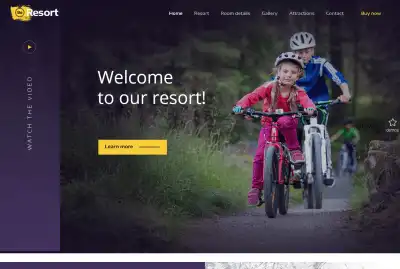 Resort
Home
Resort
Room details
Gallery
Attractions
Contact
Buy now
WATCH THE VIDEO
Welcome
to our resort!
Learn more
demos